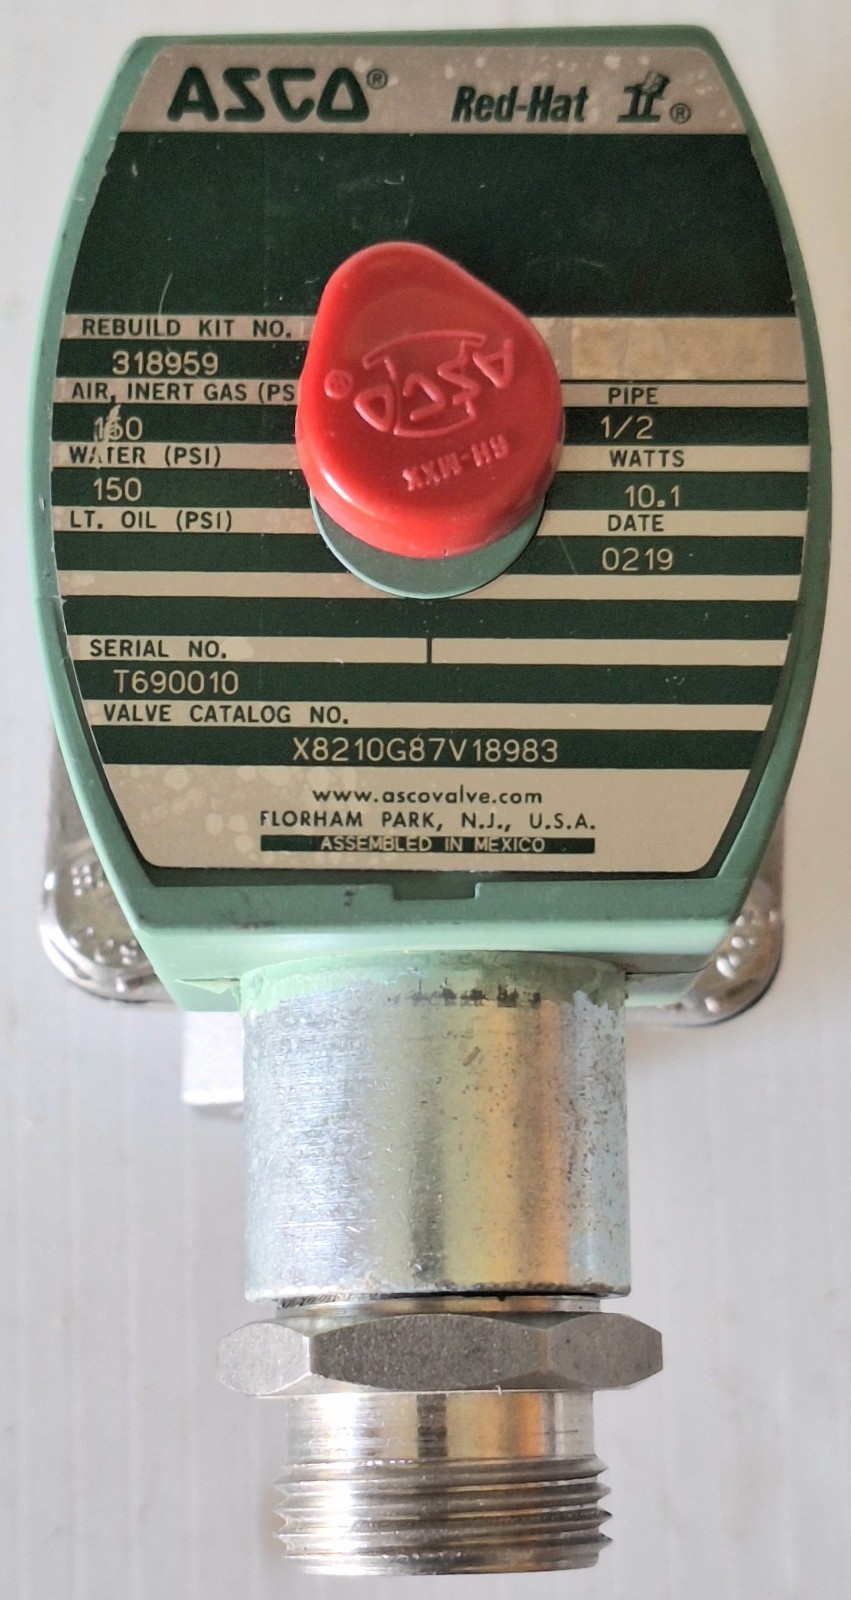 ASCO®
Red-Hat II®
REBUILD KIT NO.
318959
AIR, INERT GAS (PS
150
WATER (PSI)
150
LT. OIL (PSI)
PIPE
1/2
WATTS
10.1
DATE
0219
ASCO®
SERIAL NO.
T690010
VALVE CATALOG NO.
X8210G87V18983
www.ascovalve.com
FLORHAM PARK, N.J., U.S.A.
ASSEMBLED IN MEXICO